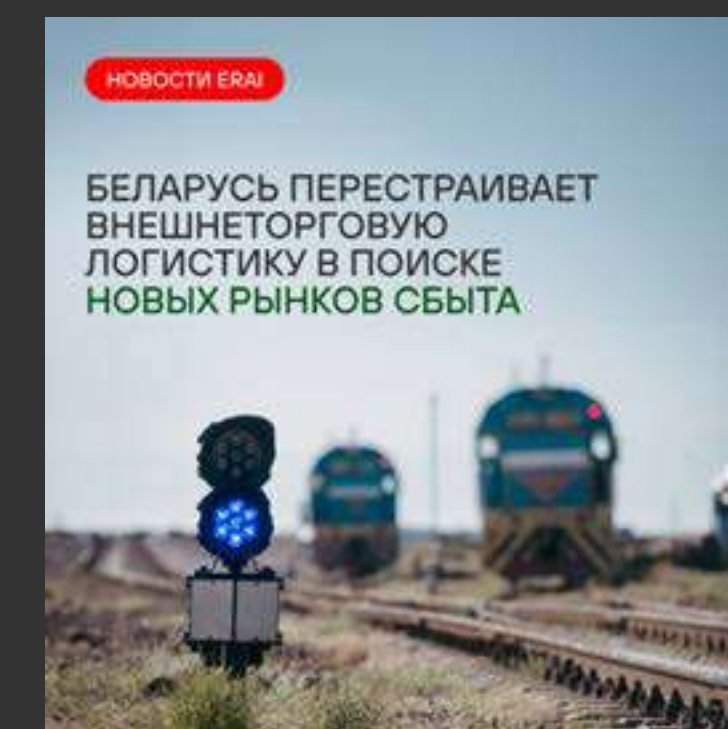 НОВОСТИ ERAI
БЕЛАРУСЬ ПЕРЕСТРАИВАЕТ
ВНЕШНЕТОРГОВУЮ
ЛОГИСТИКУ В ПОИСКЕ
НОВЫХ РЫНКОВ СБЫТА